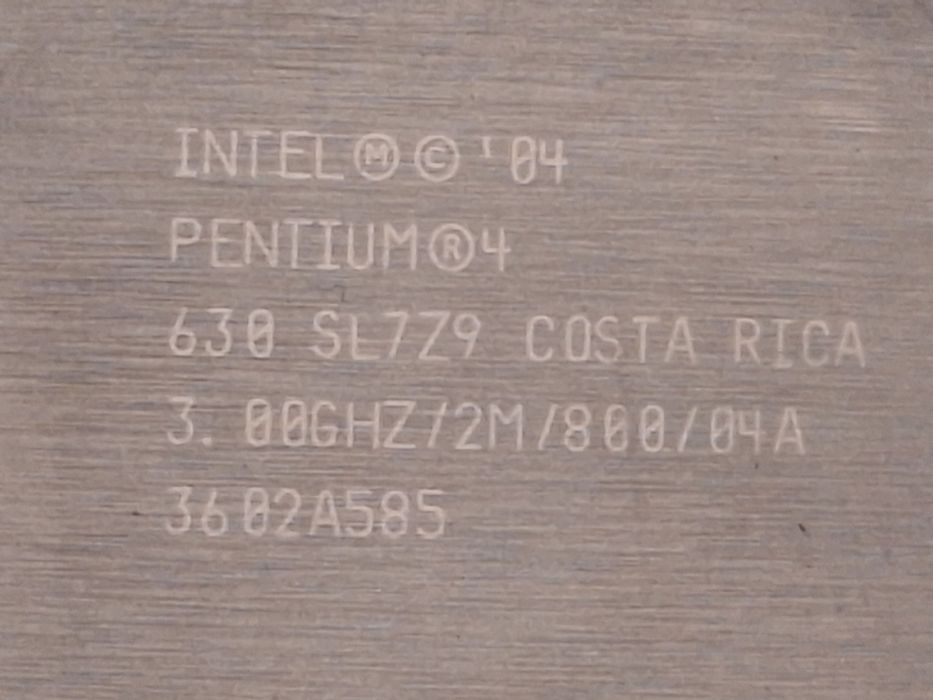 INTEL Ⓜ © '04
PENTIUM®4
630 SL7Z9 COSTA RICA
3.00GHZ/2M/800/04A
3602A585